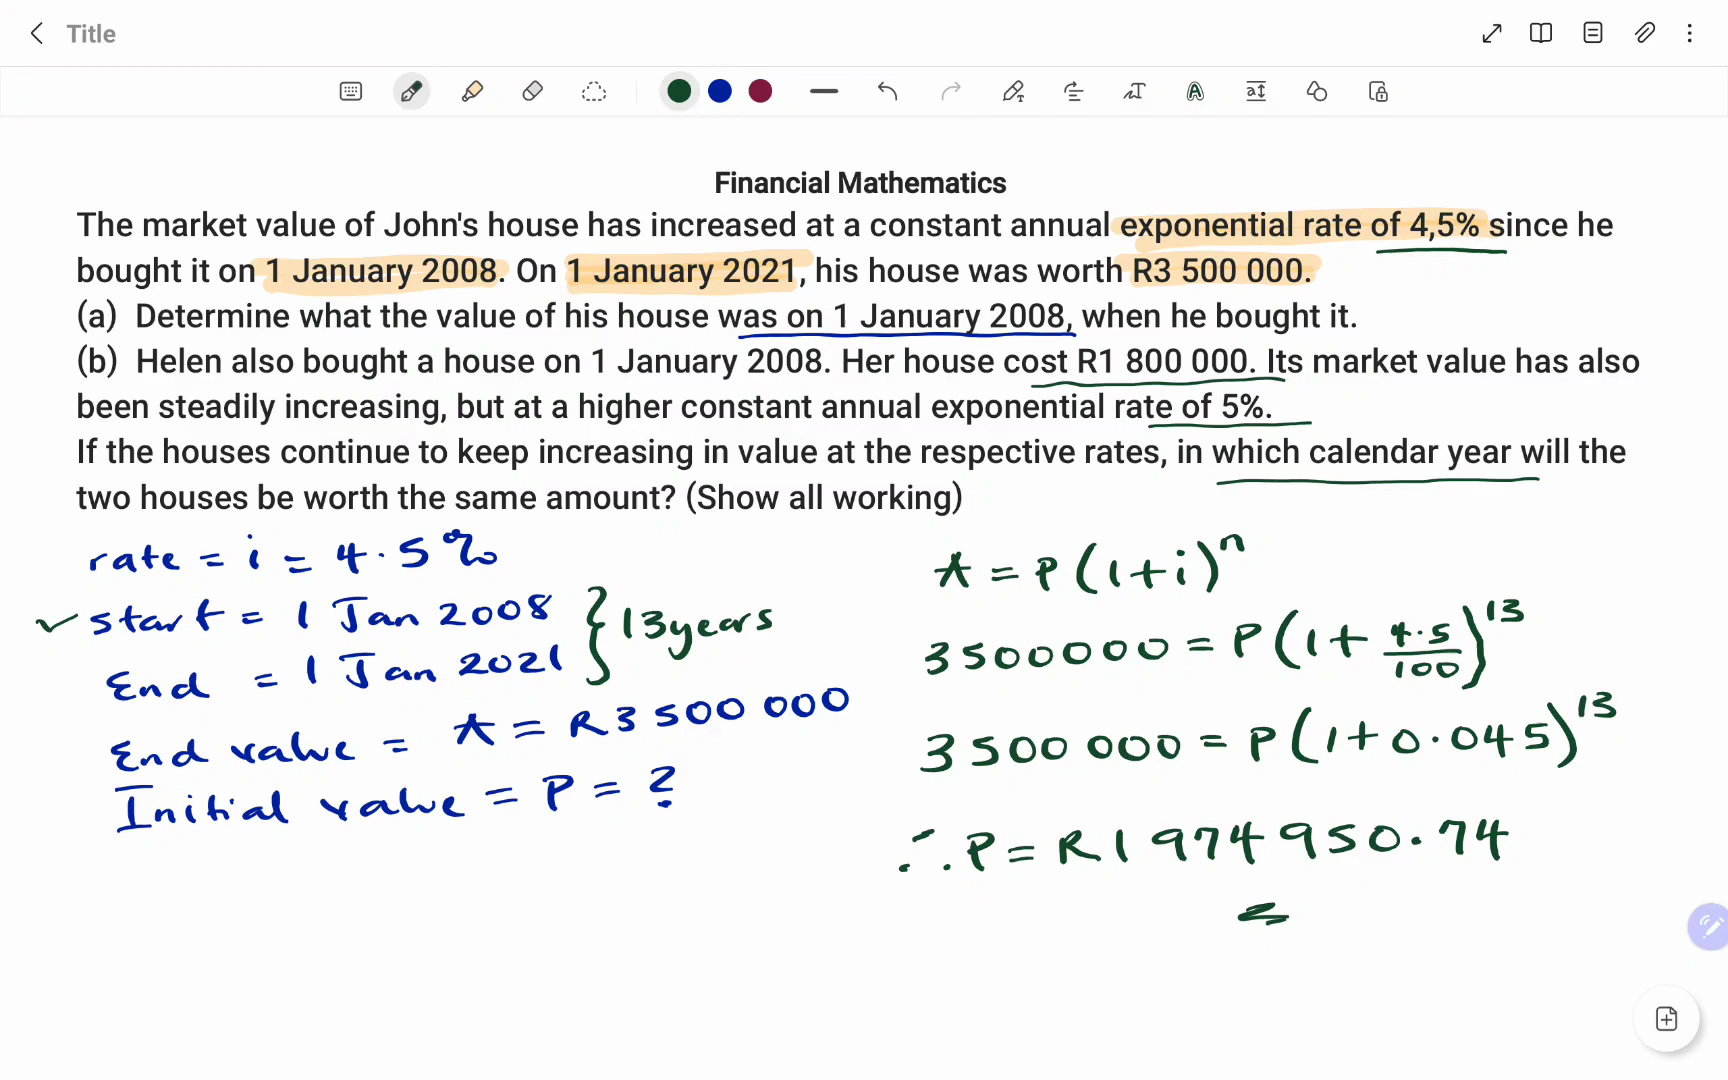 Title
Financial Mathematics
The market value of John's house has increased at a constant annual exponential rate of 4,5% since he
bought it on 1 January 2008. On 1 January 2021, his house was worth R3 500 000.
(a) Determine what the value of his house was on 1 January 2008, when he bought it.
(b) Helen also bought a house on 1 January 2008. Her house cost R1 800 000. Its market value has also
been steadily increasing, but at a higher constant annual exponential rate of 5%.
If the houses continue to keep increasing in value at the respective rates, in which calendar year will the
two houses be worth the same amount? (Show all working)
rate = i = 4.5%
✓ start = 1 Jan 2008
End = 1 Jan 2021
} 13 years
End value = A = R3 500 000
Initial value = P = ?
A = P(1+i)^n
3500000 = P(1+4.5/100)^13
3500 000 = P(1+0.045)^13
∴ P = R1 974 950.74